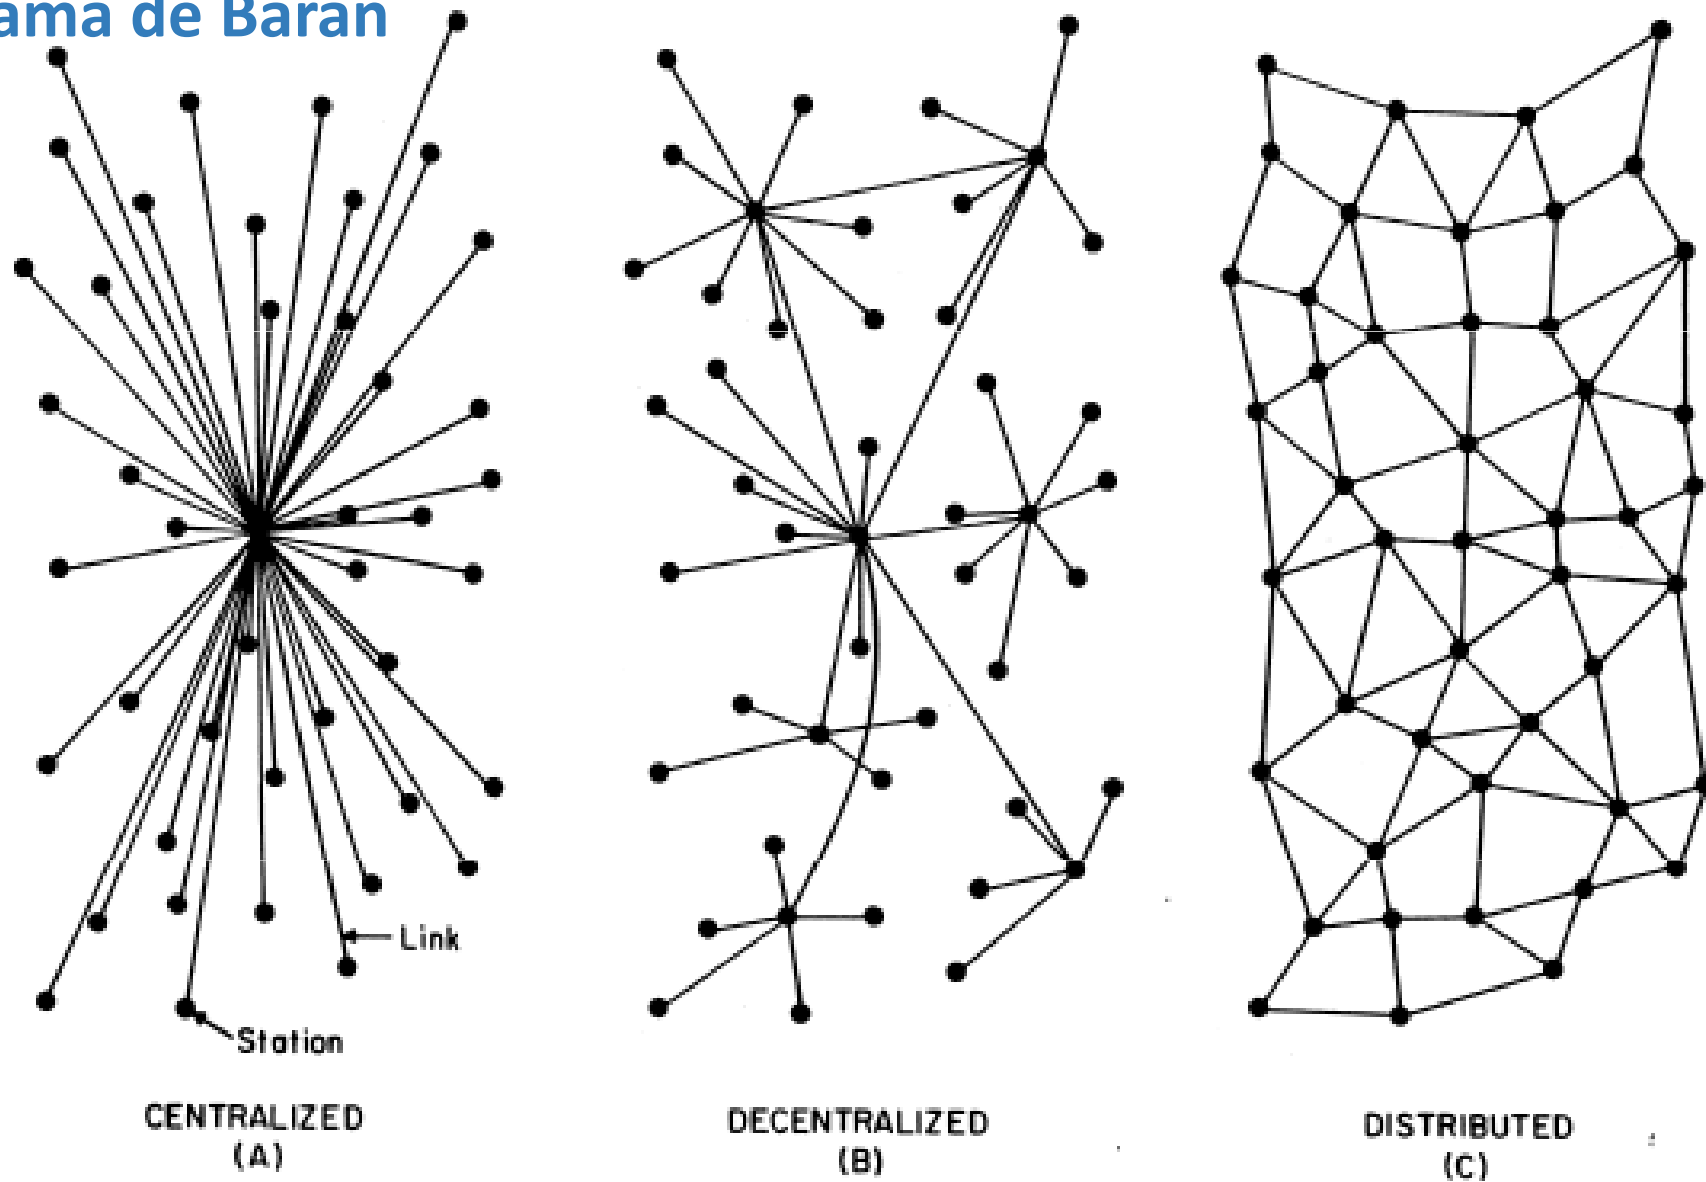 ama de Baran
Link
Station
CENTRALIZED
(A)
DECENTRALIZED
(B)
DISTRIBUTED
(C)